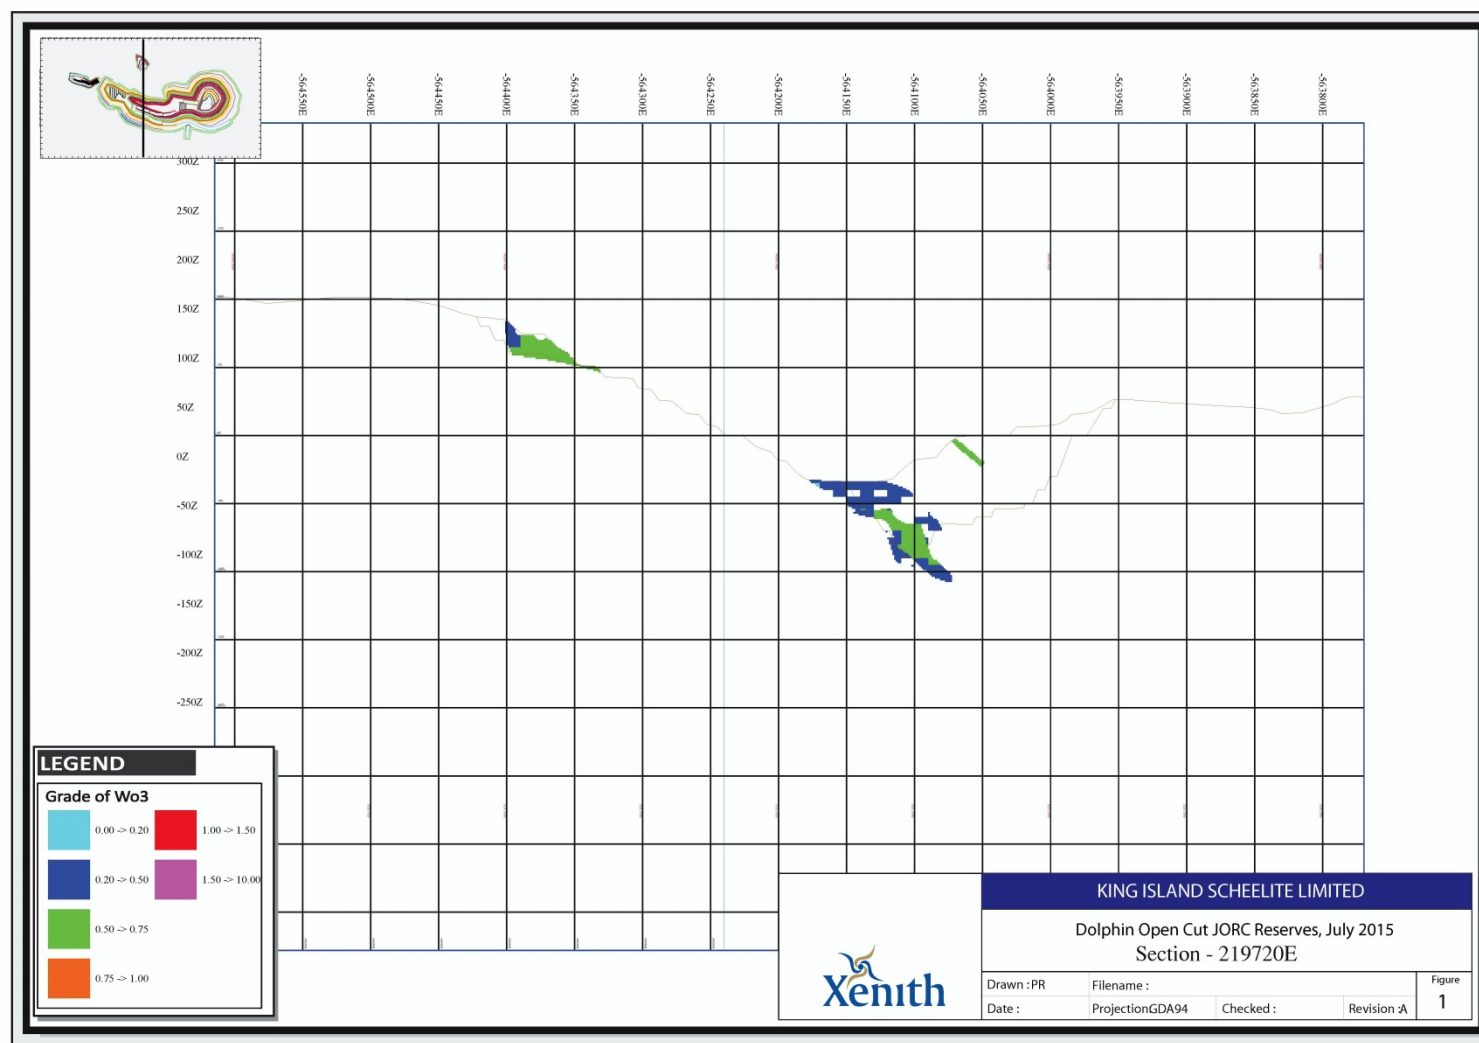 -564550E
-564500E
-564450E
-564400E
-564350E
-564300E
-564250E
-564200E
-564150E
-564100E
-564050E
-564000E
-563950E
-563900E
-563850E
-563800E
300Z
250Z
200Z
150Z
100Z
50Z
0Z
-50Z
-100Z
-150Z
-200Z
-250Z
LEGEND
Grade of Wo3
0.00 -> 0.20
1.00 -> 1.50
0.20 -> 0.50
1.50 -> 10.00
0.50 -> 0.75
0.75 -> 1.00
Xenith
KING ISLAND SCHEELITE LIMITED
Dolphin Open Cut JORC Reserves, July 2015
Section - 219720E
Drawn : PR
Filename :
Figure
1
Date :
Projection:GDA94
Checked :
Revision :A